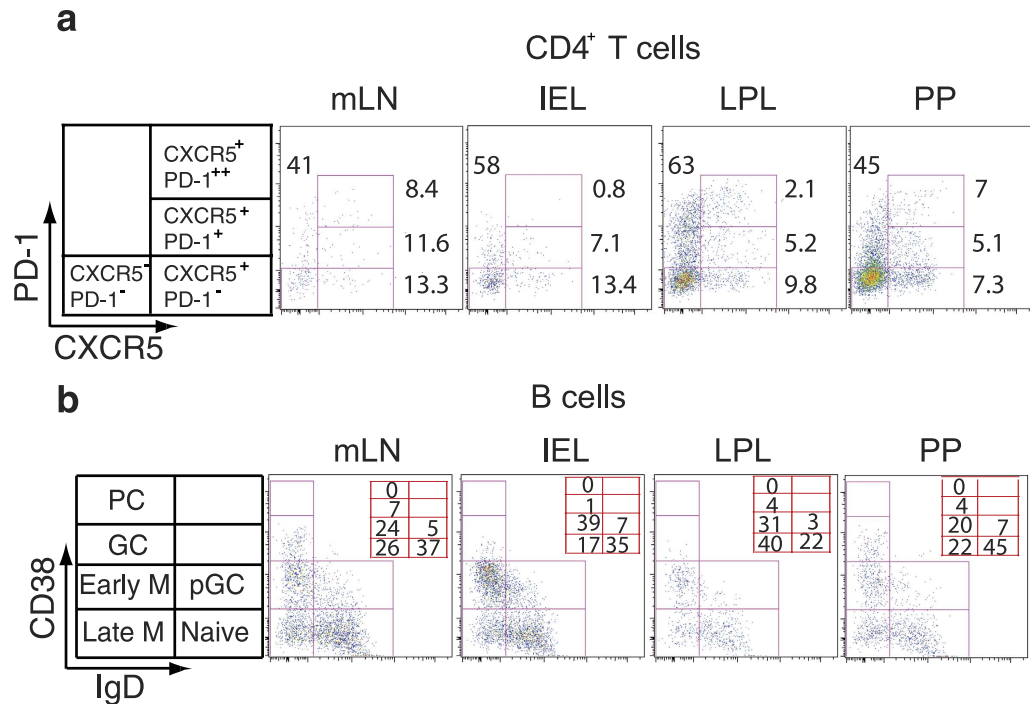 a
CD4⁺ T cells
mLN IEL LPL PP
CXCR5⁺
PD-1⁺⁺
CXCR5⁺
PD-1⁺
CXCR5⁻ CXCR5⁺
PD-1⁻ PD-1⁻
PD-1
CXCR5
41
8.4
11.6
13.3
58
0.8
7.1
13.4
63
2.1
5.2
9.8
45
7
5.1
7.3
b
B cells
mLN IEL LPL PP
PC
GC
Early M pGC
Late M Naive
CD38
IgD
0
7
24 5
26 37
0
1
39 7
17 35
0
4
31 3
40 22
0
4
20 7
22 45